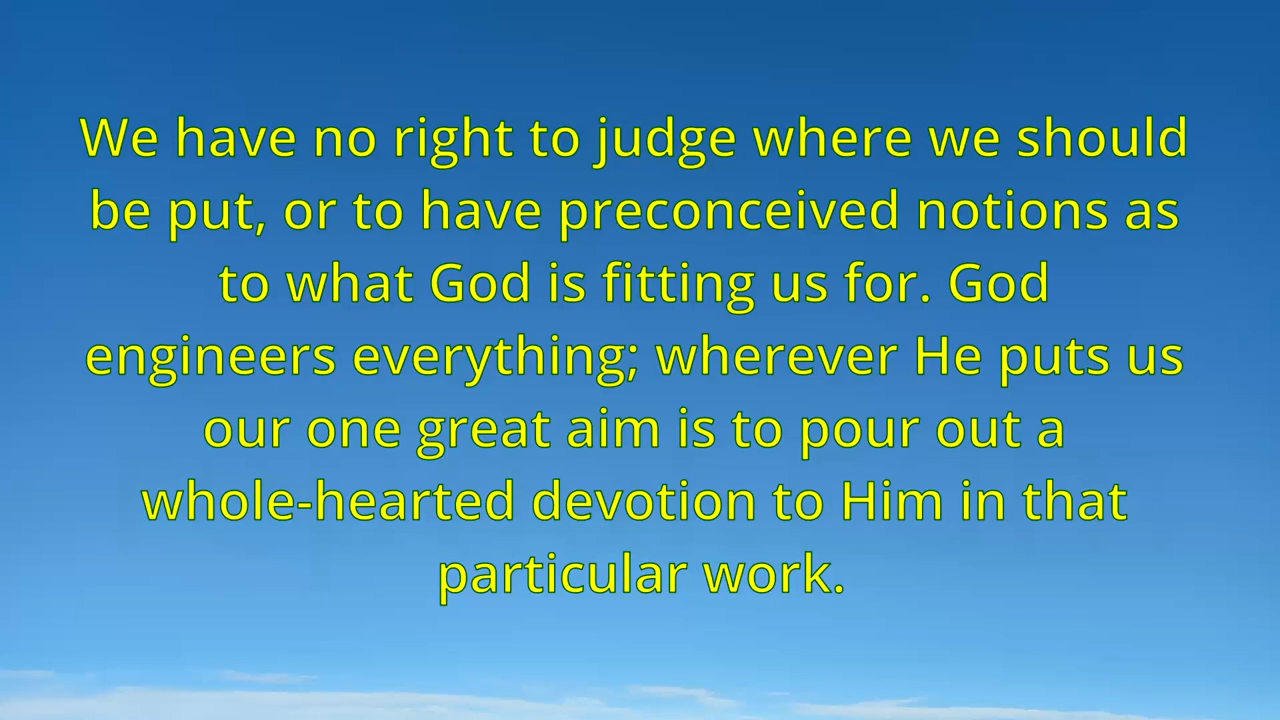 We have no right to judge where we should
be put, or to have preconceived notions as
to what God is fitting us for. God
engineers everything; wherever He puts us
our one great aim is to pour out a
whole-hearted devotion to Him in that
particular work.